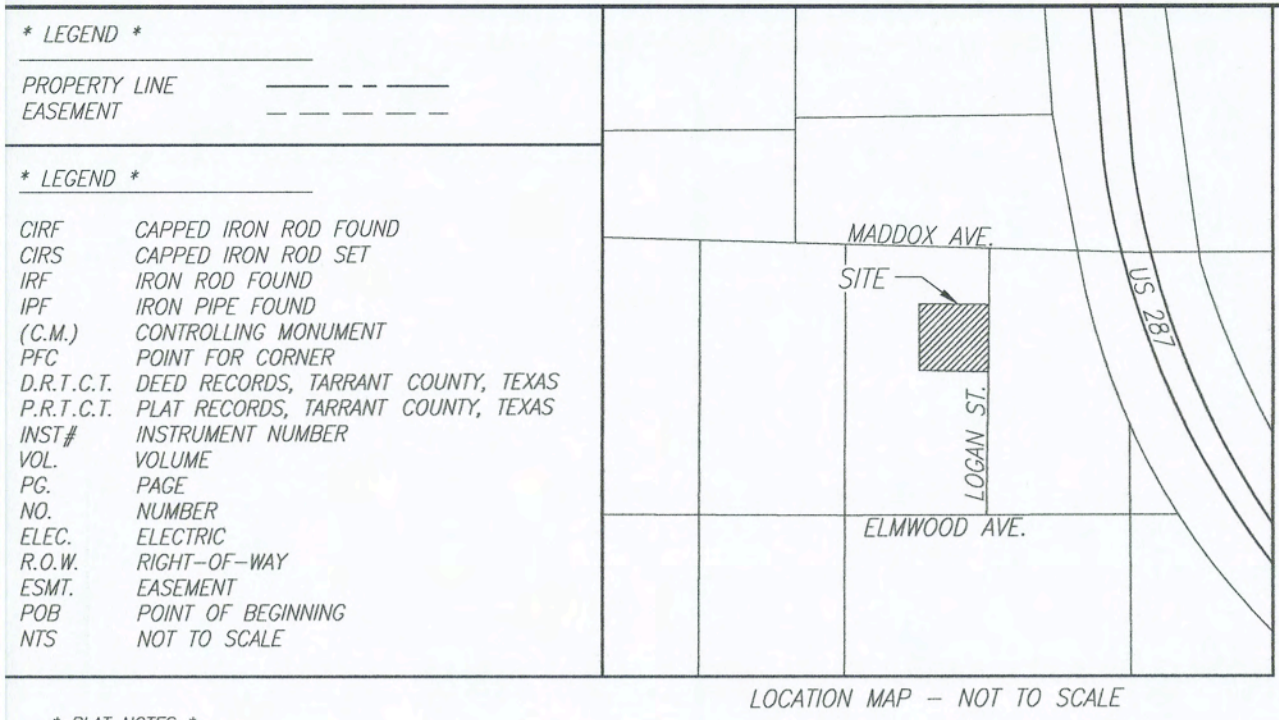 * LEGEND *
PROPERTY LINE
EASEMENT
* LEGEND *
CIRF CAPPED IRON ROD FOUND
CIRS CAPPED IRON ROD SET
IRF IRON ROD FOUND
IPF IRON PIPE FOUND
(C.M.) CONTROLLING MONUMENT
PFC POINT FOR CORNER
D.R.T.C.T. DEED RECORDS, TARRANT COUNTY, TEXAS
P.R.T.C.T. PLAT RECORDS, TARRANT COUNTY, TEXAS
INST# INSTRUMENT NUMBER
VOL. VOLUME
PG. PAGE
NO. NUMBER
ELEC. ELECTRIC
R.O.W. RIGHT-OF-WAY
ESMT. EASEMENT
POB POINT OF BEGINNING
NTS NOT TO SCALE
MADDOX AVE.
SITE
US 287
LOGAN ST.
ELMWOOD AVE.
LOCATION MAP - NOT TO SCALE
* PLAT NOTES *